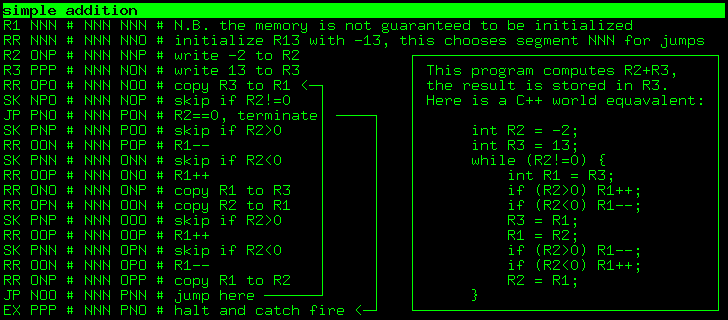 simple addition
R1 NNN # NNN NNN # N.B. the memory is not guaranteed to be initialized
RR NNN # NNN NNO # initialize R13 with -13, this chooses segment NNN for jumps
R2 ONP # NNN NNP # write -2 to R2
R3 PPP # NNN NON # write 13 to R3
RR OPO # NNN NOO # copy R3 to R1 <
SK NPO # NNN NOP # skip if R2!=0
JP PNO # NNN PON # R2==0, terminate
SK PNP # NNN POO # skip if R2>0
RR OON # NNN POP # R1--
SK PNN # NNN ONN # skip if R2<0
RR OOP # NNN ONO # R1++
RR ONO # NNN ONP # copy R1 to R3
RR OPN # NNN OON # copy R2 to R1
SK PNP # NNN OOO # skip if R2>0
RR OOP # NNN OOP # R1++
SK PNN # NNN OPN # skip if R2<0
RR OON # NNN OPO # R1--
RR ONP # NNN OPP # copy R1 to R2
JP NOO # NNN PNN # jump here
EX PPP # NNN PNO # halt and catch fire <
This program computes R2+R3,
the result is stored in R3.
Here is a C++ world equavalent:
int R2 = -2;
int R3 = 13;
while (R2!=0) {
int R1 = R3;
if (R2>0) R1++;
if (R2<0) R1--;
R3 = R1;
R1 = R2;
if (R2>0) R1--;
if (R2<0) R1++;
R2 = R1;
}